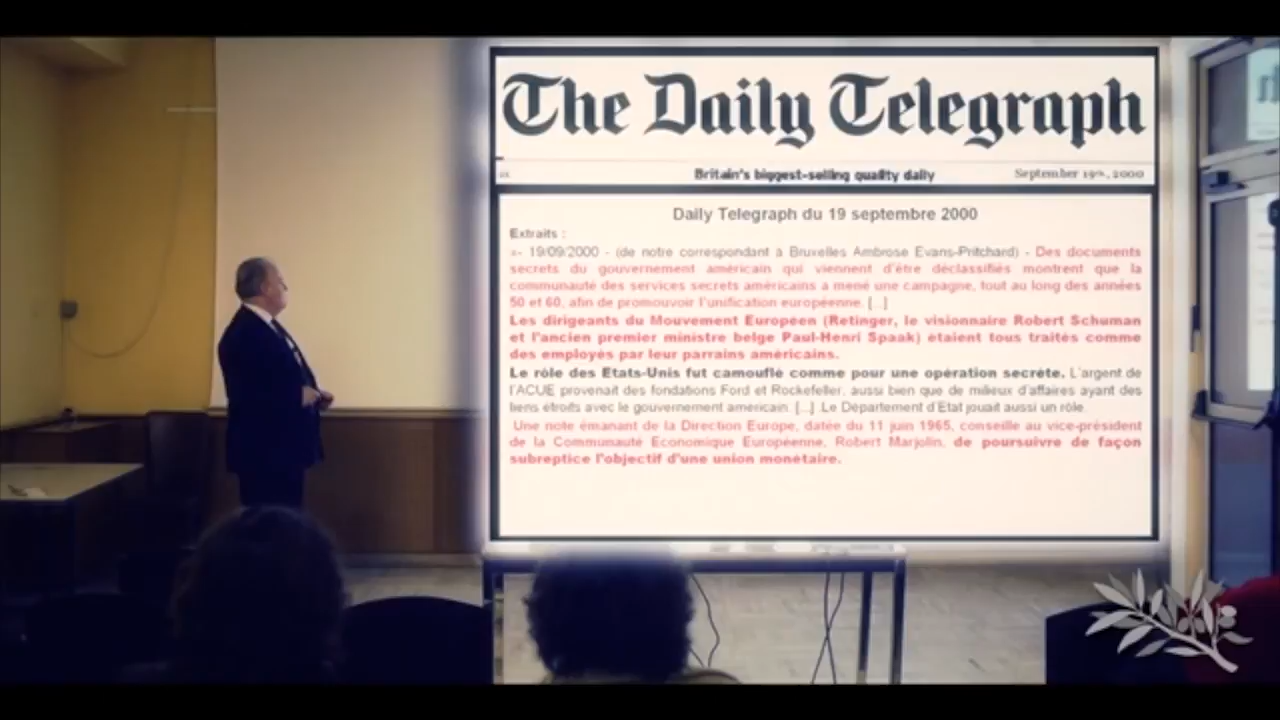 The Daily Telegraph
Britain's biggest-selling quality daily
September 19th, 2000
Daily Telegraph du 19 septembre 2000
Extraits :
»- 19/09/2000 - (de notre correspondant à Bruxelles Ambrose Evans-Pritchard) - Des documents
secrets du gouvernement américain qui viennent d'être déclassifiés montrent que la
communauté des services secrets américains a mené une campagne, tout au long des années
50 et 60, afin de promouvoir l'unification européenne. [...]
Les dirigeants du Mouvement Européen (Retinger, le visionnaire Robert Schuman
et l'ancien premier ministre belge Paul-Henri Spaak) étaient tous traités comme
des employés par leur parrains américains.
Le rôle des Etats-Unis fut camouflé comme pour une opération secrète. L'argent de
l'ACUE provenait des fondations Ford et Rockefeller, aussi bien que de milieux d'affaires ayant des
liens étroits avec le gouvernement américain. [...] Le Département d'Etat jouait aussi un rôle.
Une note émanant de la Direction Europe, datée du 11 juin 1965, conseille au vice-président
de la Communauté Economique Européenne, Robert Marjolin, de poursuivre de façon
subreptice l'objectif d'une union monétaire.